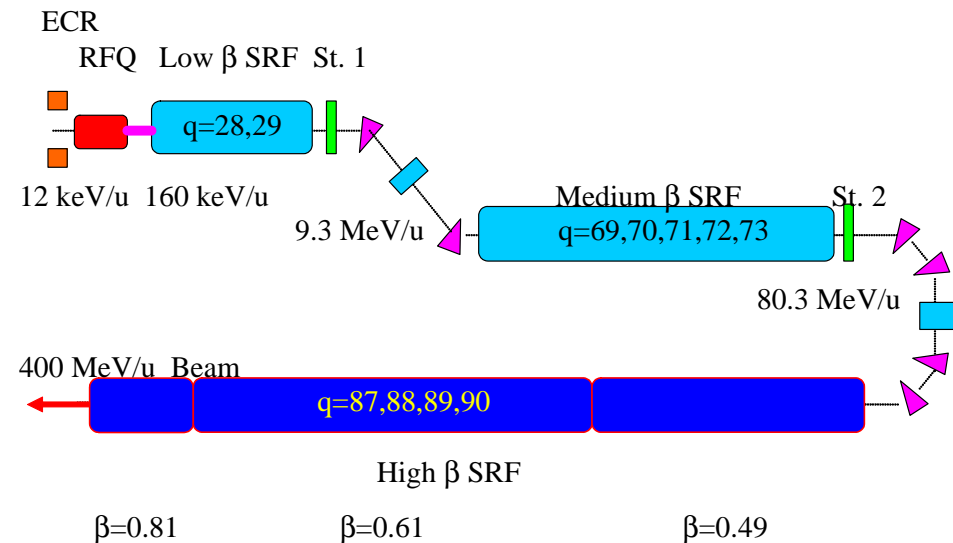 ECR
RFQ Low β SRF St. 1
q=28,29
12 keV/u 160 keV/u
Medium β SRF St. 2
9.3 MeV/u
q=69,70,71,72,73
80.3 MeV/u
400 MeV/u Beam
q=87,88,89,90
High β SRF
β=0.81 β=0.61 β=0.49